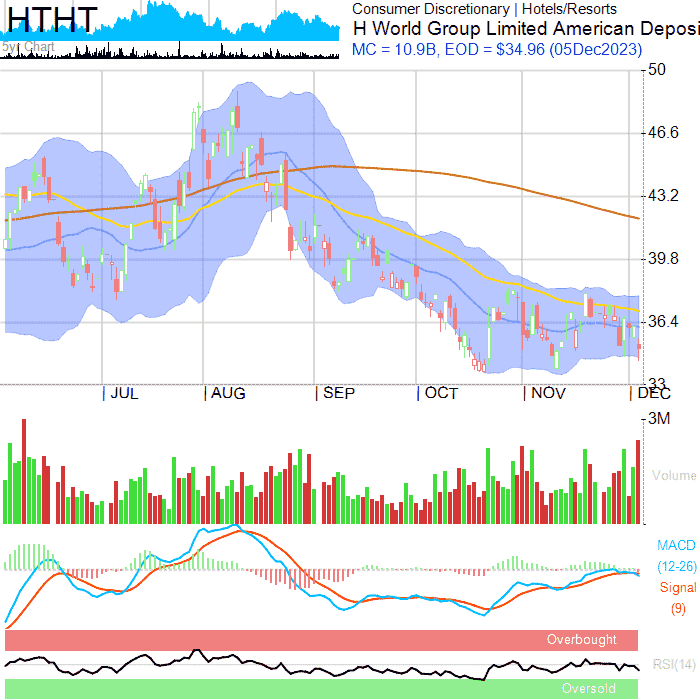 HTHT
5yr Chart
Consumer Discretionary | Hotels/Resorts
H World Group Limited American Deposi
MC = 10.9B, EOD = $34.96 (05Dec2023)
50
46.6
43.2
39.8
36.4
33
JUL AUG SEP OCT NOV DEC
3M
Volume
MACD
(12-26)
Signal
(9)
Overbought
RSI(14)
Oversold